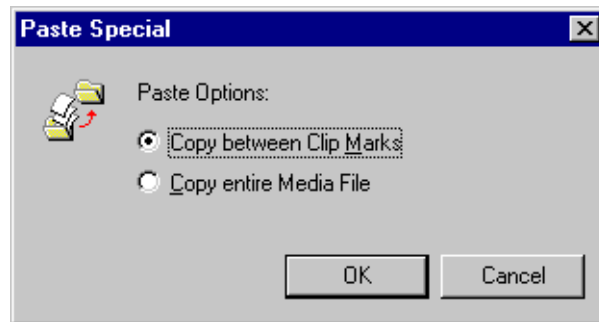 Paste Special
Paste Options:
Copy between Clip Marks
Copy entire Media File
OK Cancel